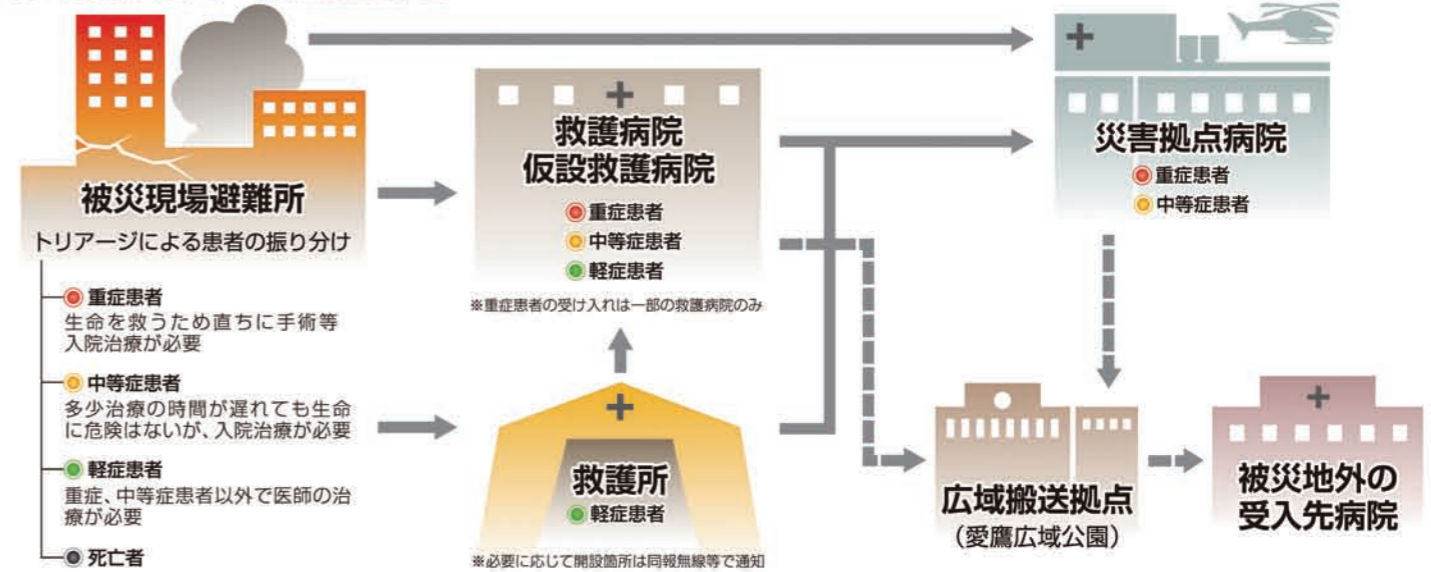 被災現場避難所
トリアージによる患者の振り分け
重症患者
生命を救うため直ちに手術等
入院治療が必要
中等症患者
多少治療の時間が遅れても生命
に危険はないが、入院治療が必要
軽症患者
重症、中等症患者以外で医師の治
療が必要
死亡者
救護病院
仮設救護病院
重症患者
中等症患者
軽症患者
※重症患者の受け入れは一部の救護病院のみ
救護所
軽症患者
※必要に応じて開設箇所は同報無線等で通知
災害拠点病院
重症患者
中等症患者
広域搬送拠点
（愛鷹広域公園）
被災地外の
受入先病院